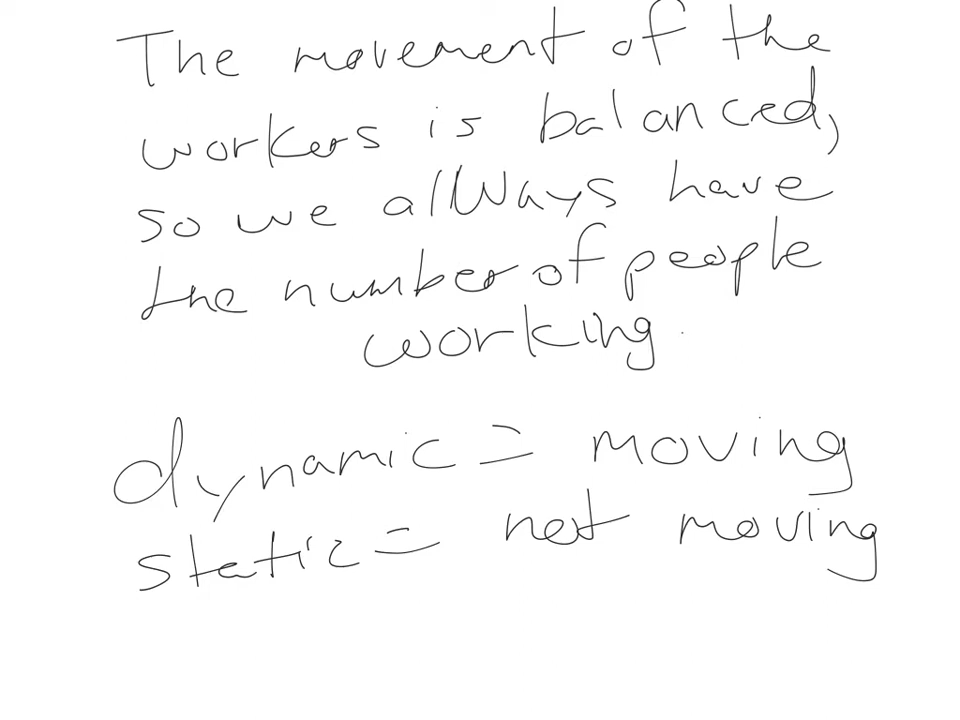 The movement of the
workers is balanced,
so we allWays have
the number of people
working.
dynamic = moving
static = not moving